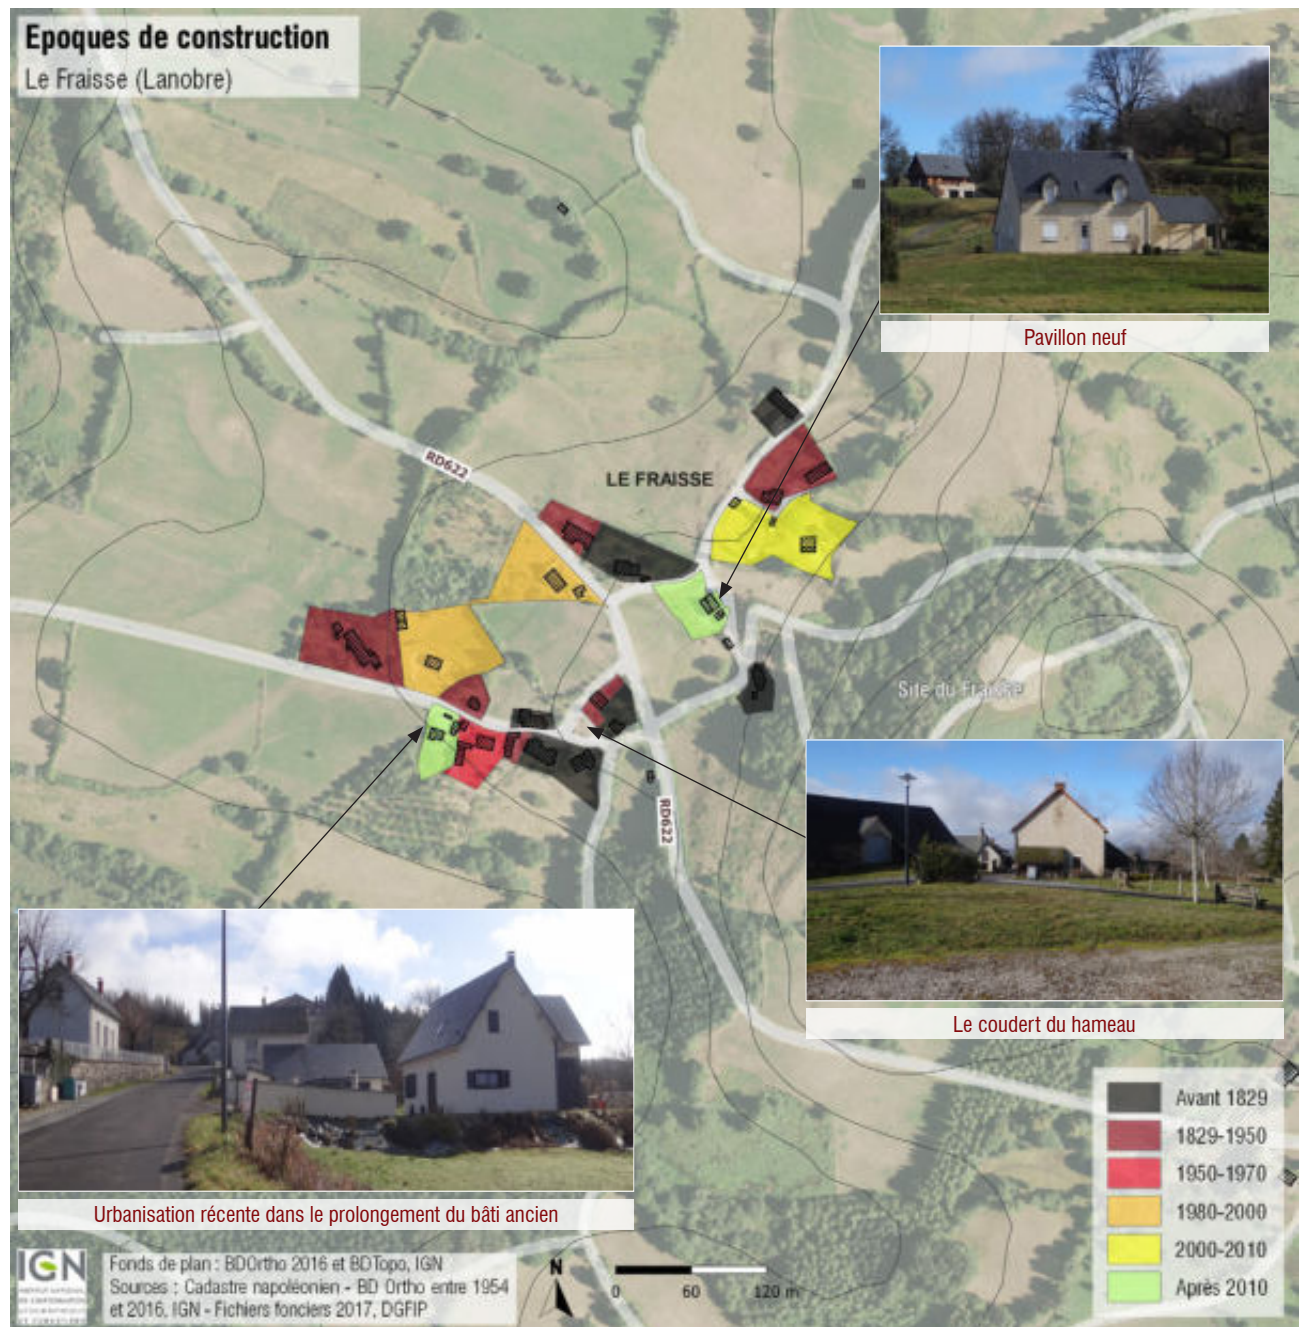 Epoques de construction
Le Fraisse (Lanobre)
Pavillon neuf
RD622
LE FRAISSE
Site du Fraisse
RD622
Le coudert du hameau
Urbanisation récente dans le prolongement du bâti ancien
Avant 1829
1829-1950
1950-1970
1980-2000
2000-2010
Après 2010
IGN
Fonds de plan : BDOrtho 2016 et BDTopo, IGN
Sources : Cadastre napoléonien - BD Ortho entre 1954
et 2016, IGN - Fichiers fonciers 2017, DGFIP
N
0 60 120 m